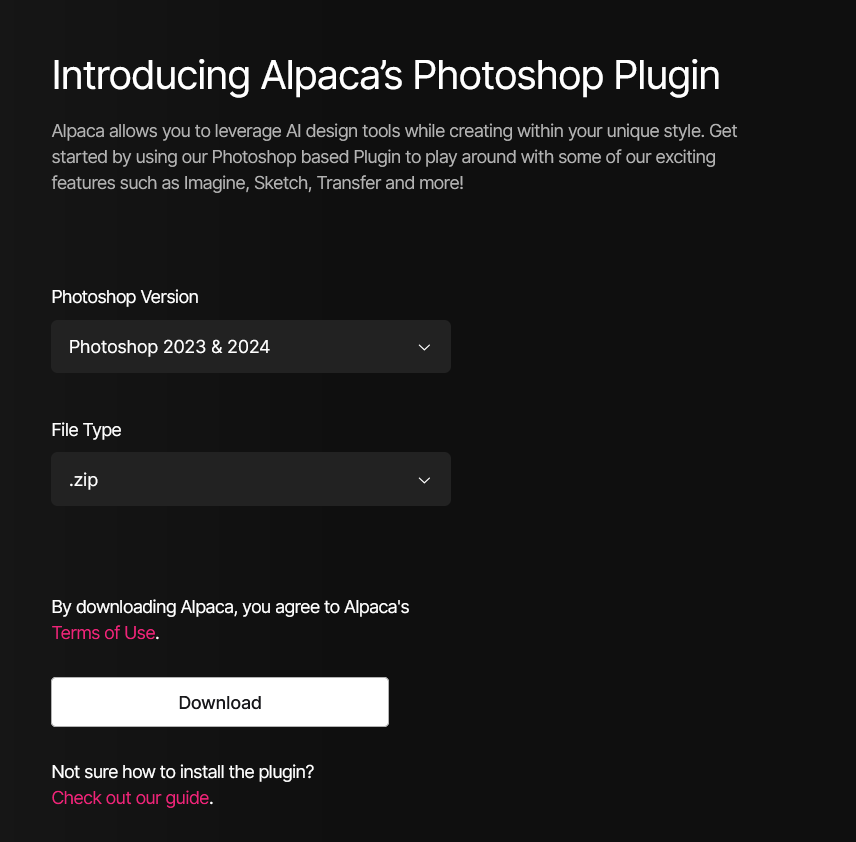 Introducing Alpaca’s Photoshop Plugin
Alpaca allows you to leverage AI design tools while creating within your unique style. Get
started by using our Photoshop based Plugin to play around with some of our exciting
features such as Imagine, Sketch, Transfer and more!
Photoshop Version
Photoshop 2023 & 2024
File Type
.zip
By downloading Alpaca, you agree to Alpaca's
Terms of Use.
Download
Not sure how to install the plugin?
Check out our guide.